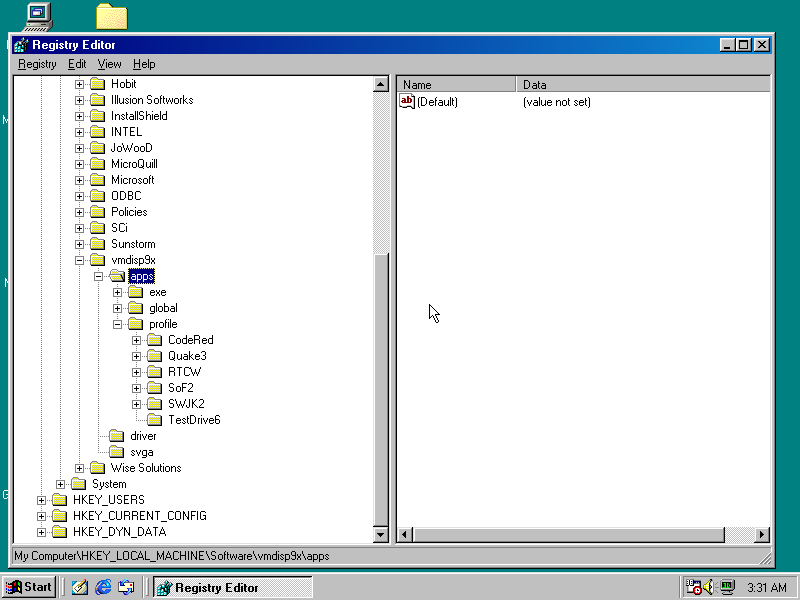 Registry Editor
Registry Edit View Help
Name Data
Hobit
(Default) (value not set)
Illusion Softworks
InstallShield
INTEL
JoWooD
MicroQuill
Microsoft
ODBC
Policies
SCi
Sunstorm
vmdisp9x
apps
exe
global
profile
CodeRed
Quake3
RTCW
SoF2
SWJK2
TestDrive6
driver
svga
Wise Solutions
System
HKEY_USERS
HKEY_CURRENT_CONFIG
HKEY_DYN_DATA
My Computer\HKEY_LOCAL_MACHINE\Software\vmdisp9x\apps
Start Registry Editor 3:31 AM